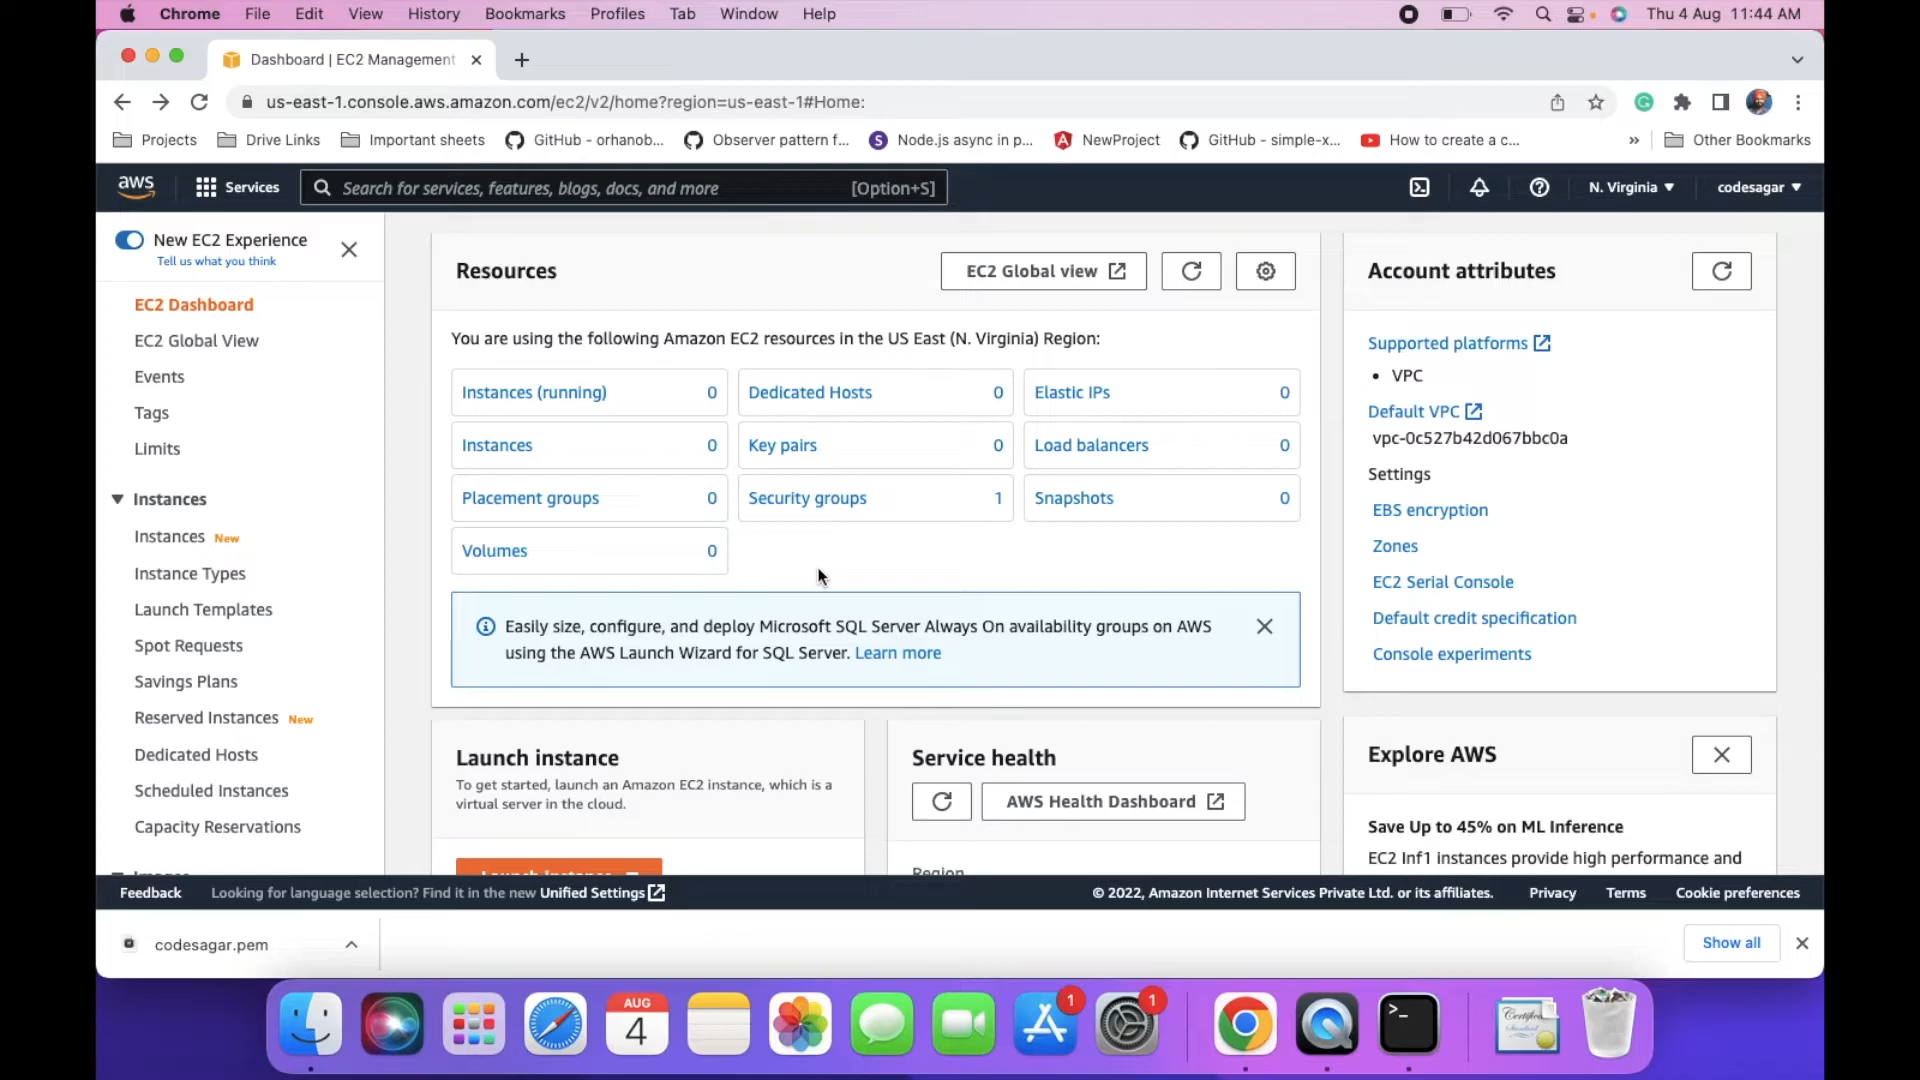 Chrome File Edit View History Bookmarks Profiles Tab Window Help Thu 4 Aug 11:44 AM
Dashboard | EC2 Management
us-east-1.console.aws.amazon.com/ec2/v2/home?region=us-east-1#Home:
Projects Drive Links Important sheets GitHub - orhanob... Observer pattern f... Node.js async in p... NewProject GitHub - simple-x... How to create a c... » Other Bookmarks
aws Services Search for services, features, blogs, docs, and more [Option+S] N. Virginia codesagar
New EC2 Experience
Tell us what you think
EC2 Dashboard
EC2 Global View
Events
Tags
Limits
Instances
Instances New
Instance Types
Launch Templates
Spot Requests
Savings Plans
Reserved Instances New
Dedicated Hosts
Scheduled Instances
Capacity Reservations
Resources
EC2 Global view
You are using the following Amazon EC2 resources in the US East (N. Virginia) Region:
Instances (running) 0 Dedicated Hosts 0 Elastic IPs 0
Instances 0 Key pairs 0 Load balancers 0
Placement groups 0 Security groups 1 Snapshots 0
Volumes 0
Easily size, configure, and deploy Microsoft SQL Server Always On availability groups on AWS
using the AWS Launch Wizard for SQL Server. Learn more
Launch instance
To get started, launch an Amazon EC2 instance, which is a
virtual server in the cloud.
Launch Instance
Service health
AWS Health Dashboard
Region
Account attributes
Supported platforms
• VPC
Default VPC
vpc-0c527b42d067bbc0a
Settings
EBS encryption
Zones
EC2 Serial Console
Default credit specification
Console experiments
Explore AWS
Save Up to 45% on ML Inference
EC2 Inf1 instances provide high performance and
Feedback Looking for language selection? Find it in the new Unified Settings © 2022, Amazon Internet Services Private Ltd. or its affiliates. Privacy Terms Cookie preferences
codesagar.pem Show all
AUG
4
1
1
>_